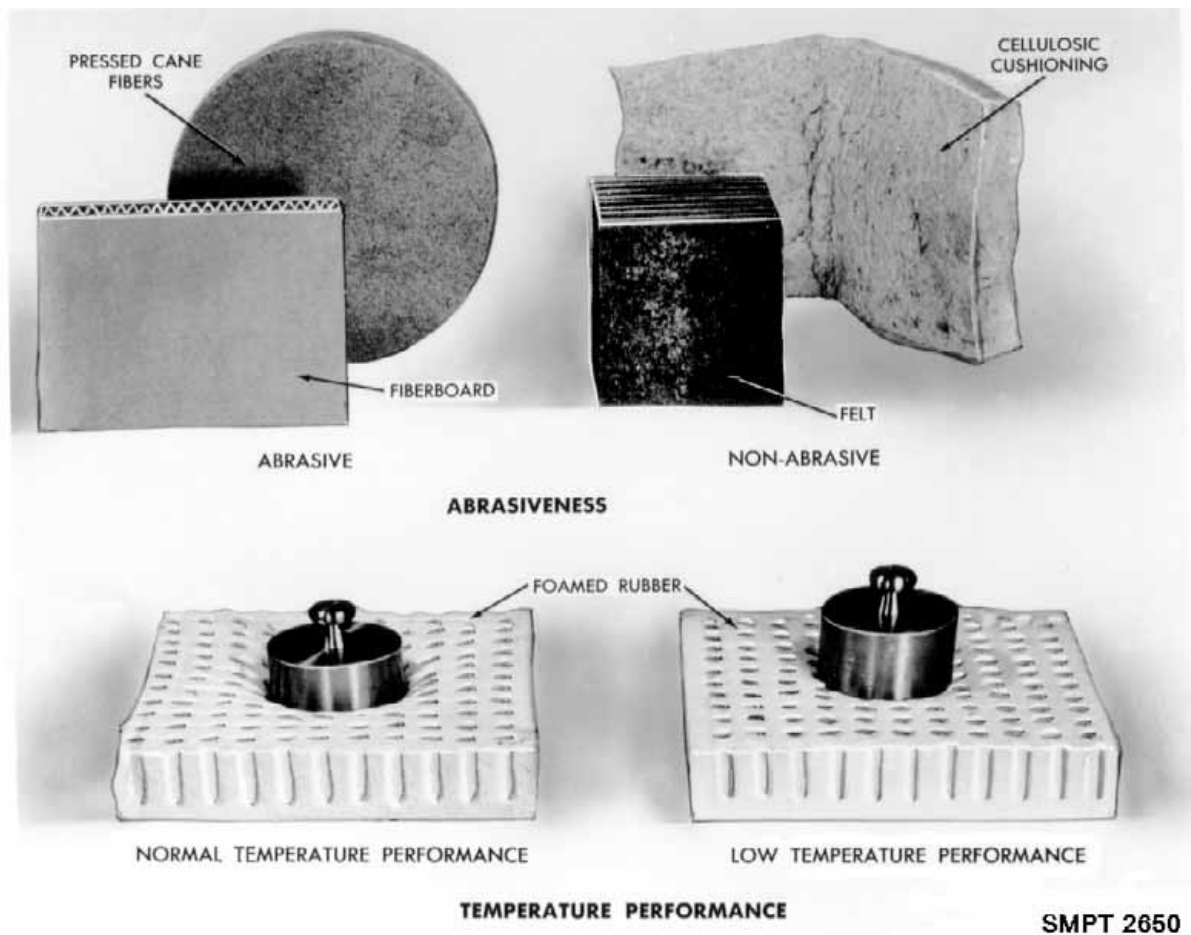 PRESSED CANE
FIBERS
CELLULOSIC
CUSHIONING
FIBERBOARD
FELT
ABRASIVE
NON-ABRASIVE
ABRASIVENESS
FOAMED RUBBER
NORMAL TEMPERATURE PERFORMANCE
LOW TEMPERATURE PERFORMANCE
TEMPERATURE PERFORMANCE
SMPT 2650